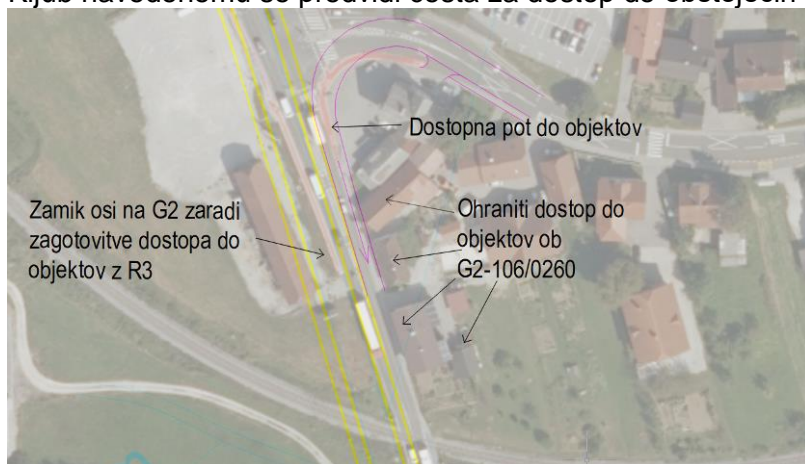 Kljub navedenemu se predvidi cesta za dostop do obstoječih
Dostopna pot do objektov
Zamik osi na G2 zaradi
zagotovitve dostopa do
objektov z R3
Ohraniti dostop do
objektov ob
G2-106/0260